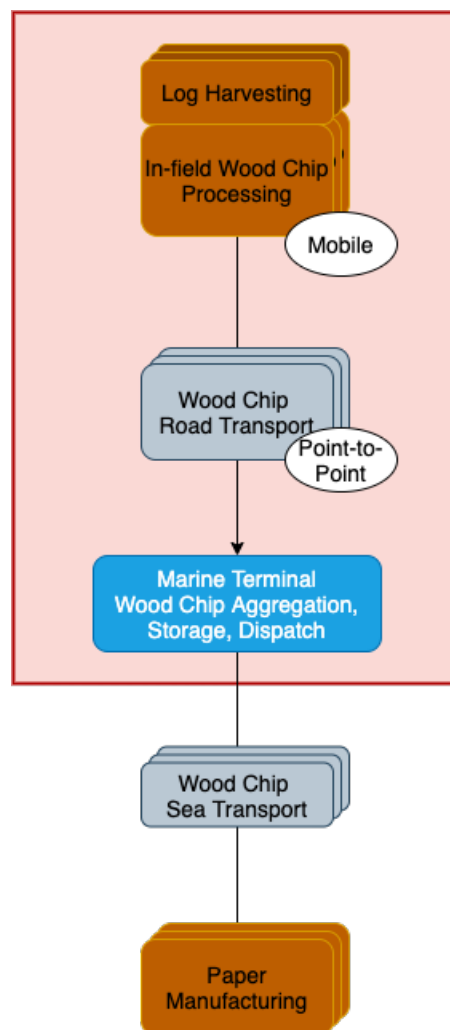 Log Harvesting
In-field Wood Chip
Processing
Mobile
Wood Chip
Road Transport
Point-to-
Point
Marine Terminal
Wood Chip Aggregation,
Storage, Dispatch
Wood Chip
Sea Transport
Paper
Manufacturing